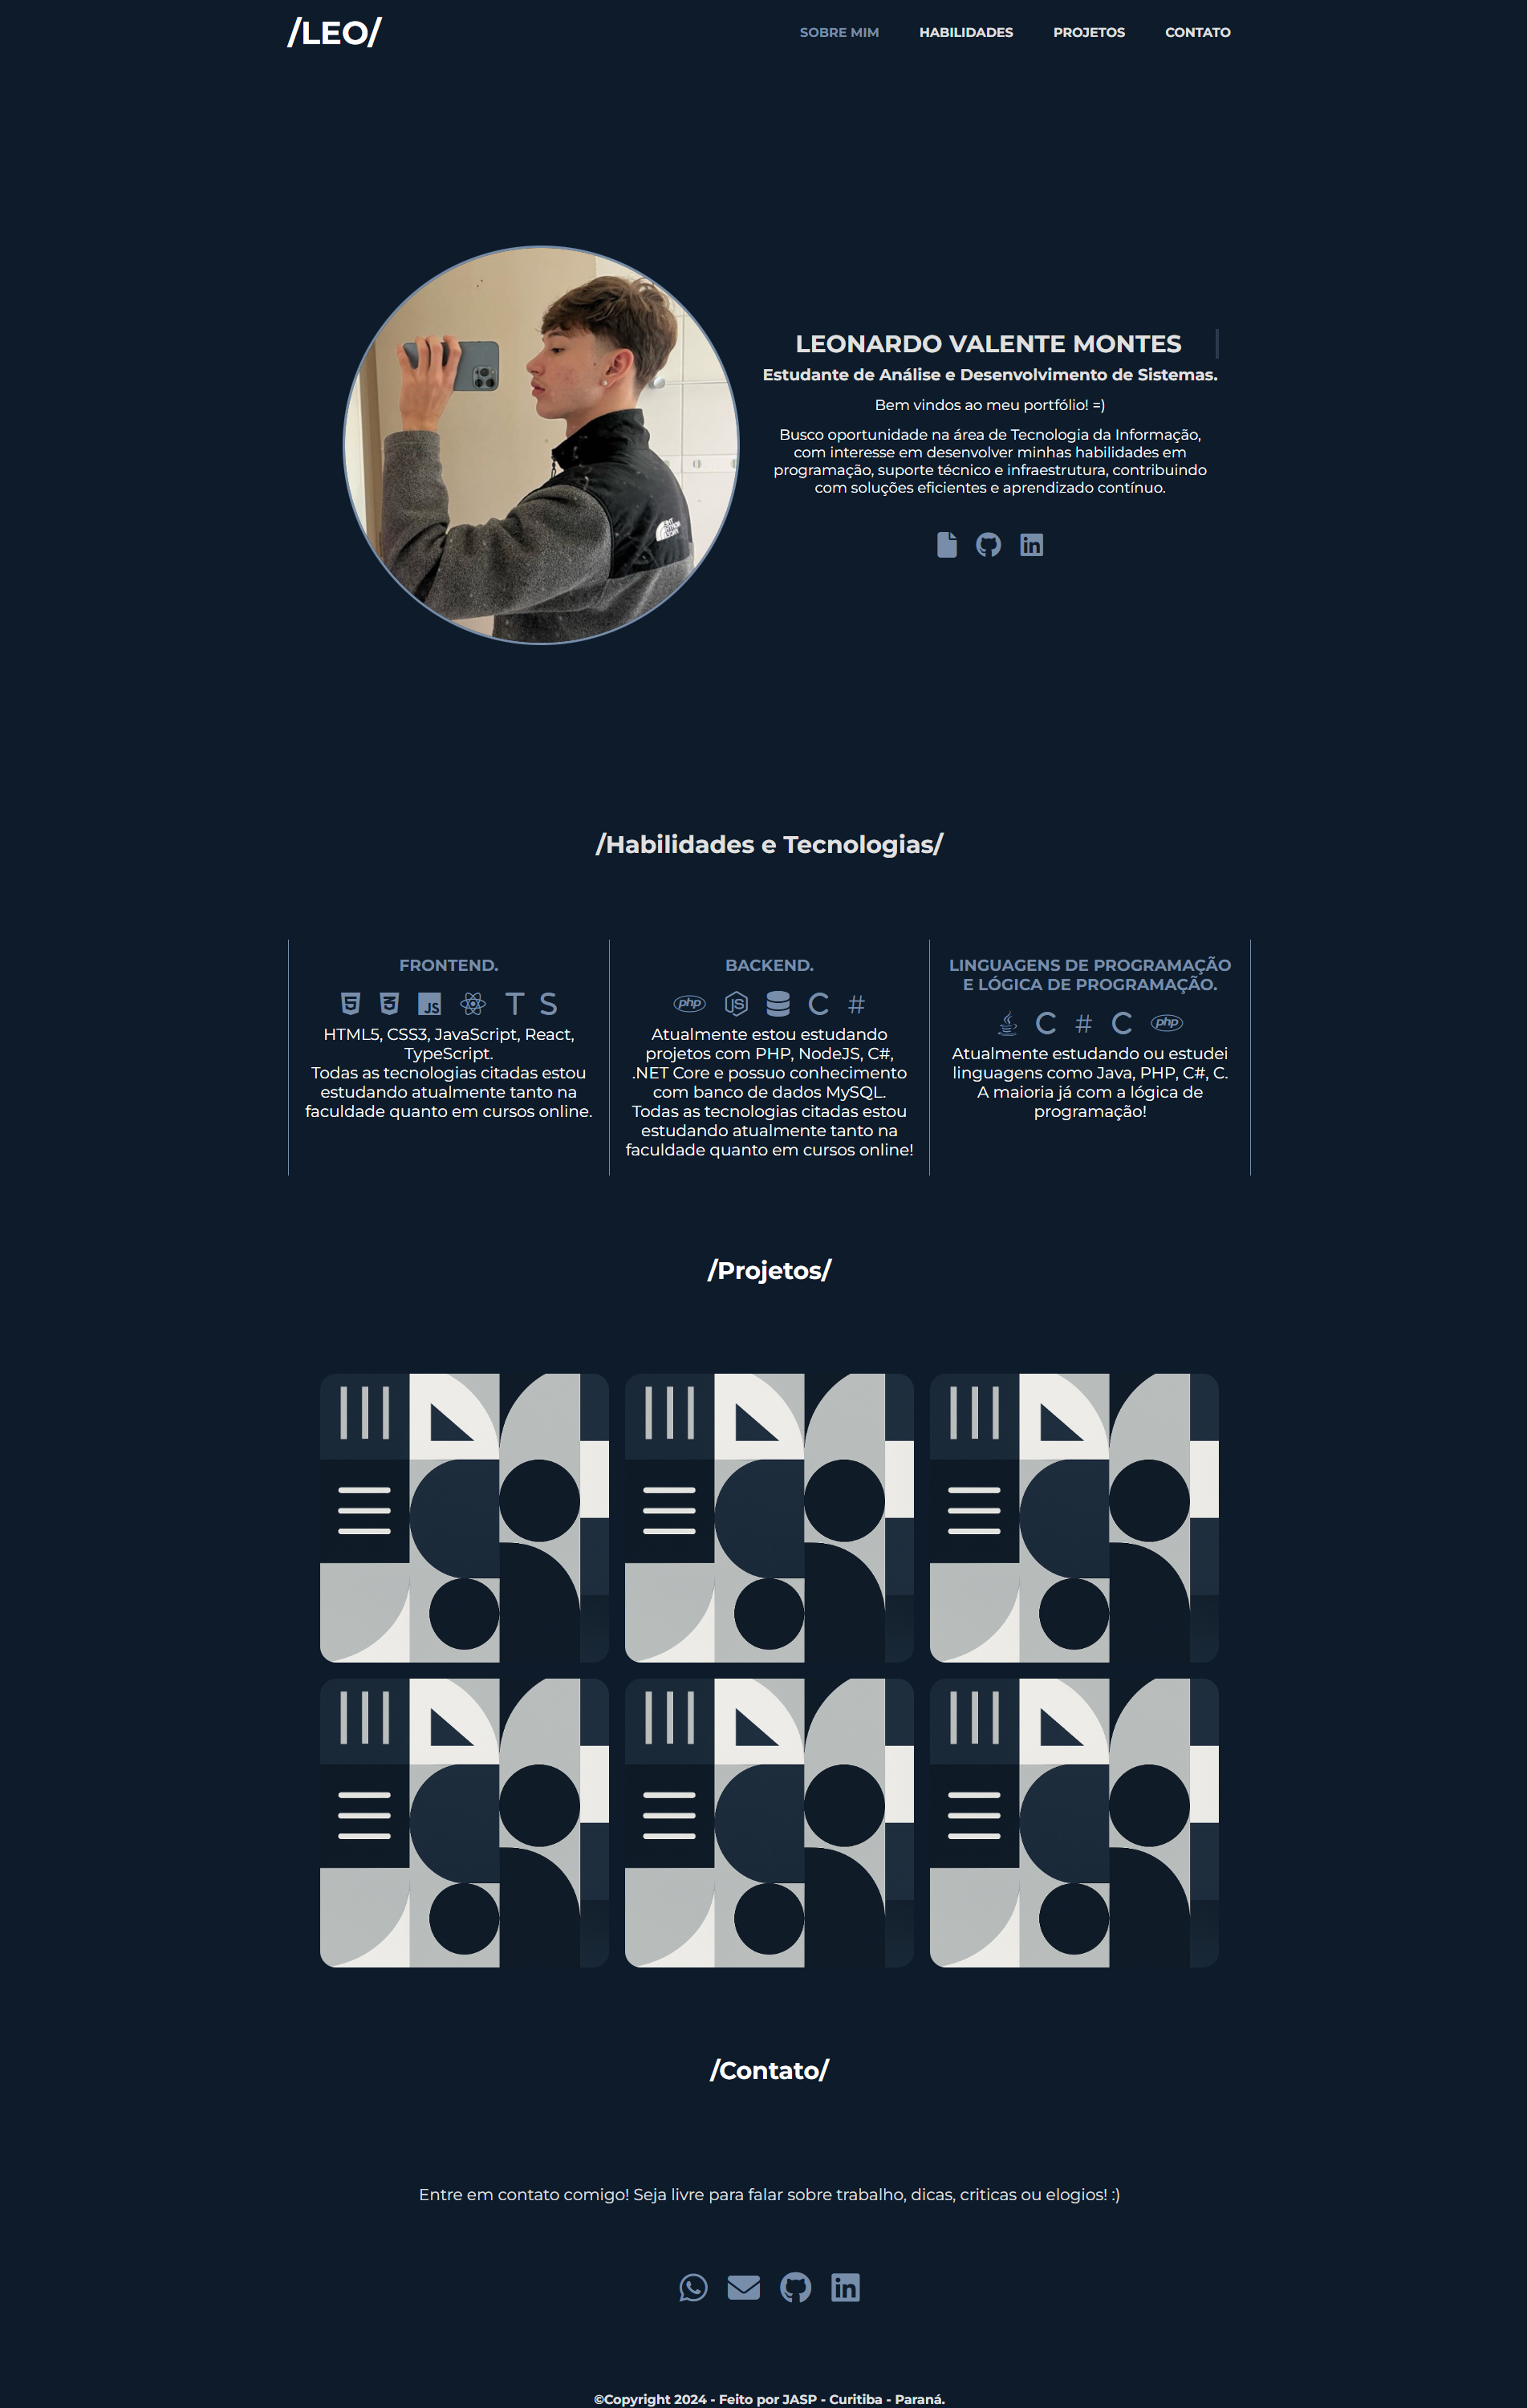 /LEO/
SOBRE MIM
HABILIDADES
PROJETOS
CONTATO
LEONARDO VALENTE MONTES
Estudante de Análise e Desenvolvimento de Sistemas.
Bem vindos ao meu portfólio! =)
Busco oportunidade na área de Tecnologia da Informação,
com interesse em desenvolver minhas habilidades em
programação, suporte técnico e infraestrutura, contribuindo
com soluções eficientes e aprendizado contínuo.
in
/Habilidades e Tecnologias/
FRONTEND.
5 3 JS T S
HTML5, CSS3, JavaScript, React,
TypeScript.
Todas as tecnologias citadas estou
estudando atualmente tanto na
faculdade quanto em cursos online.
BACKEND.
php JS C #
Atualmente estou estudando
projetos com PHP, NodeJS, C#,
.NET Core e possuo conhecimento
com banco de dados MySQL.
Todas as tecnologias citadas estou
estudando atualmente tanto na
faculdade quanto em cursos online!
LINGUAGENS DE PROGRAMAÇÃO
E LÓGICA DE PROGRAMAÇÃO.
C # C php
Atualmente estudando ou estudei
linguagens como Java, PHP, C#, C.
A maioria já com a lógica de
programação!
/Projetos/
/Contato/
Entre em contato comigo! Seja livre para falar sobre trabalho, dicas, criticas ou elogios! :)
in
©Copyright 2024 - Feito por JASP - Curitiba - Paraná.